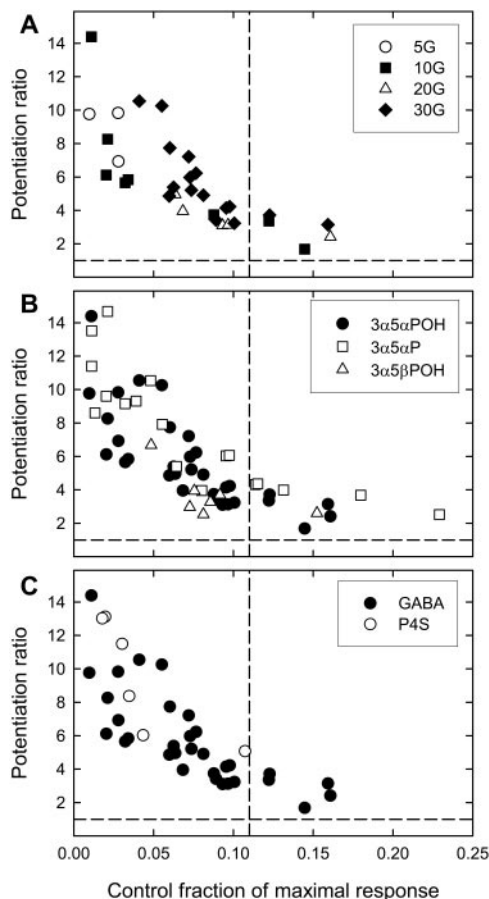 A
14
12
10
8
6
4
2
Potentiation ratio
5G
10G
20G
30G
B
14
12
10
8
6
4
2
Potentiation ratio
3α5αPOH
3α5αP
3α5βPOH
C
14
12
10
8
6
4
2
Potentiation ratio
GABA
P4S
0.00 0.05 0.10 0.15 0.20 0.25
Control fraction of maximal response